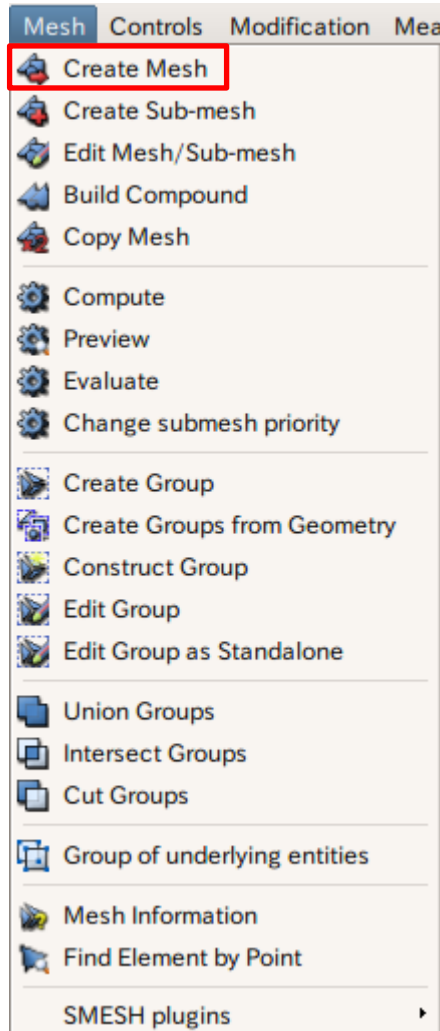 Mesh Controls Modification Mea
Create Mesh
Create Sub-mesh
Edit Mesh/Sub-mesh
Build Compound
Copy Mesh
Compute
Preview
Evaluate
Change submesh priority
Create Group
Create Groups from Geometry
Construct Group
Edit Group
Edit Group as Standalone
Union Groups
Intersect Groups
Cut Groups
Group of underlying entities
Mesh Information
Find Element by Point
SMESH plugins